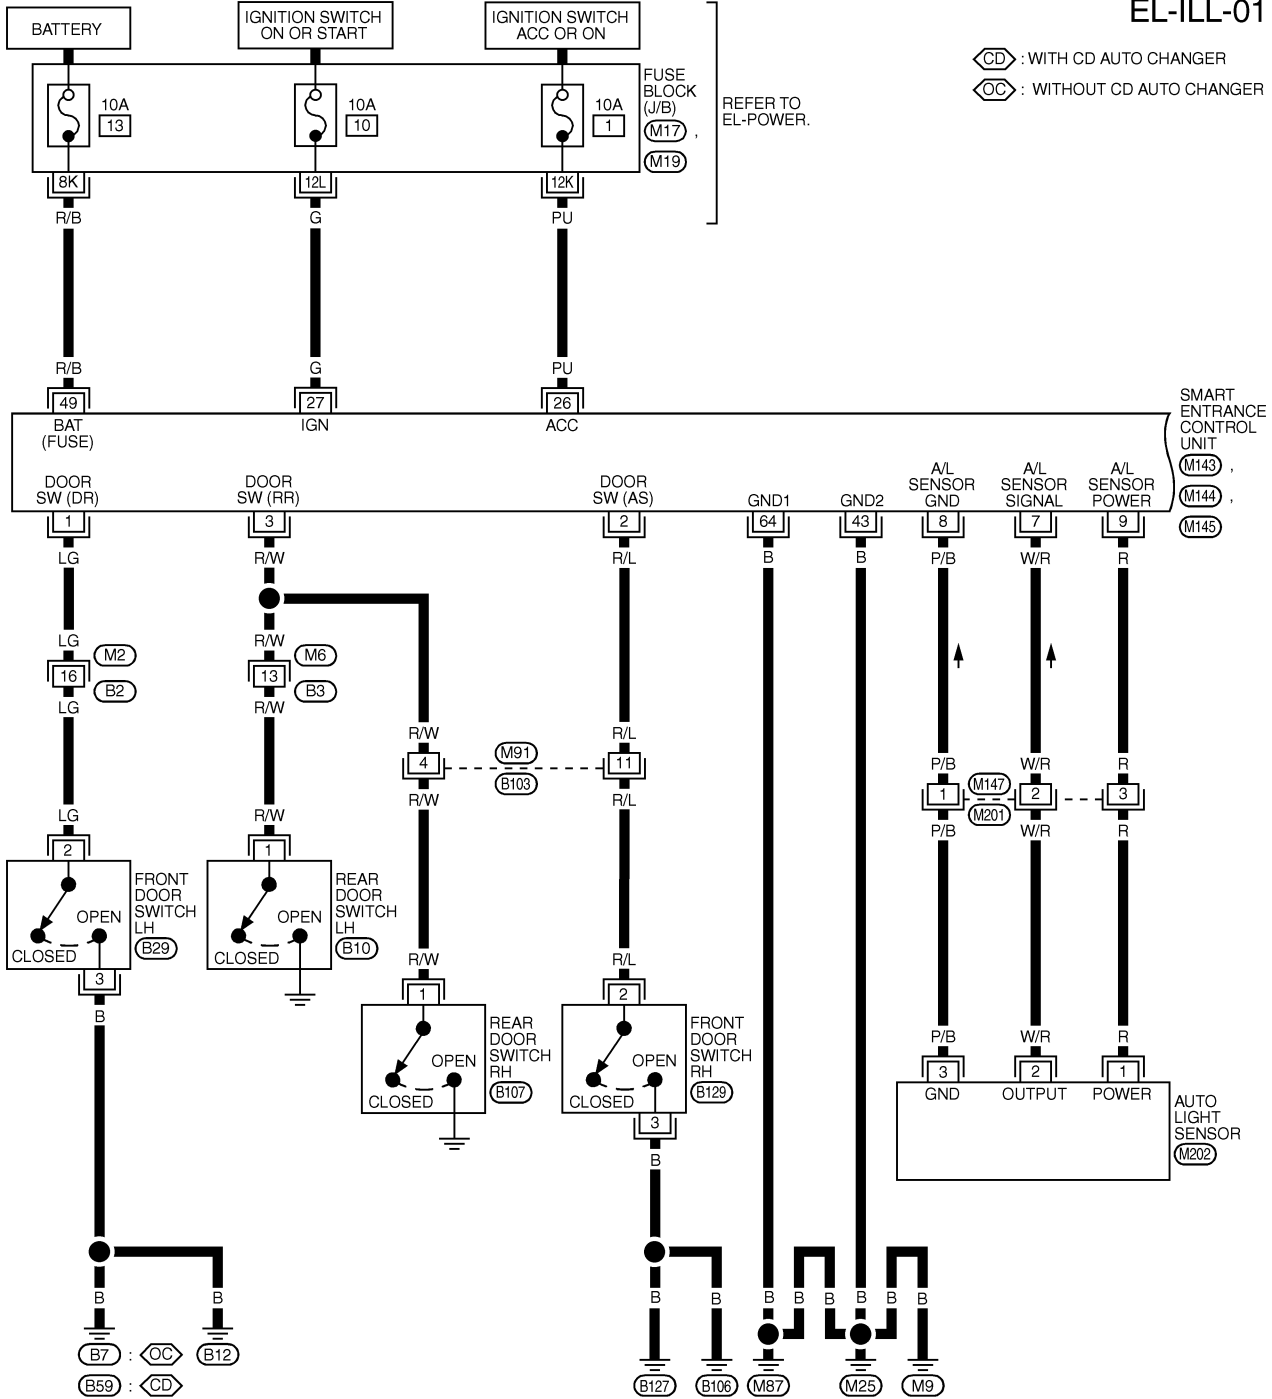 EL-ILL-01
BATTERY
IGNITION SWITCH
ON OR START
IGNITION SWITCH
ACC OR ON
CD : WITH CD AUTO CHANGER
OC : WITHOUT CD AUTO CHANGER
10A
13
10A
10
10A
1
FUSE
BLOCK
(J/B)
M17 ,
M19
REFER TO
EL-POWER.
8K
12L
12K
R/B
G
PU
R/B
G
PU
49
27
26
BAT
(FUSE)
IGN
ACC
SMART
ENTRANCE
CONTROL
UNIT
M143 ,
M144 ,
M145
DOOR
SW (DR)
DOOR
SW (RR)
DOOR
SW (AS)
GND1
GND2
A/L
SENSOR
GND
A/L
SENSOR
SIGNAL
A/L
SENSOR
POWER
1
3
2
64
43
8
7
9
LG
R/W
R/L
B
B
P/B
W/R
R
LG
R/W
M2
16
B2
M6
13
B3
LG
R/W
R/W
R/L
4
M91
B103
11
R/W
R/L
P/B
W/R
R
1
M147
M201
2
3
P/B
W/R
R
LG
R/W
2
1
FRONT
DOOR
SWITCH
LH
B29
OPEN
CLOSED
REAR
DOOR
SWITCH
LH
B10
OPEN
CLOSED
3
B
R/W
R/L
1
2
REAR
DOOR
SWITCH
RH
B107
OPEN
CLOSED
FRONT
DOOR
SWITCH
RH
B129
OPEN
CLOSED
3
B
P/B
W/R
R
3
2
1
GND
OUTPUT
POWER
AUTO
LIGHT
SENSOR
M202
B
B
B
B
B
B
B
B
B
B
B7 : OC
B12
B59 : CD
B127
B106
M87
M25
M9